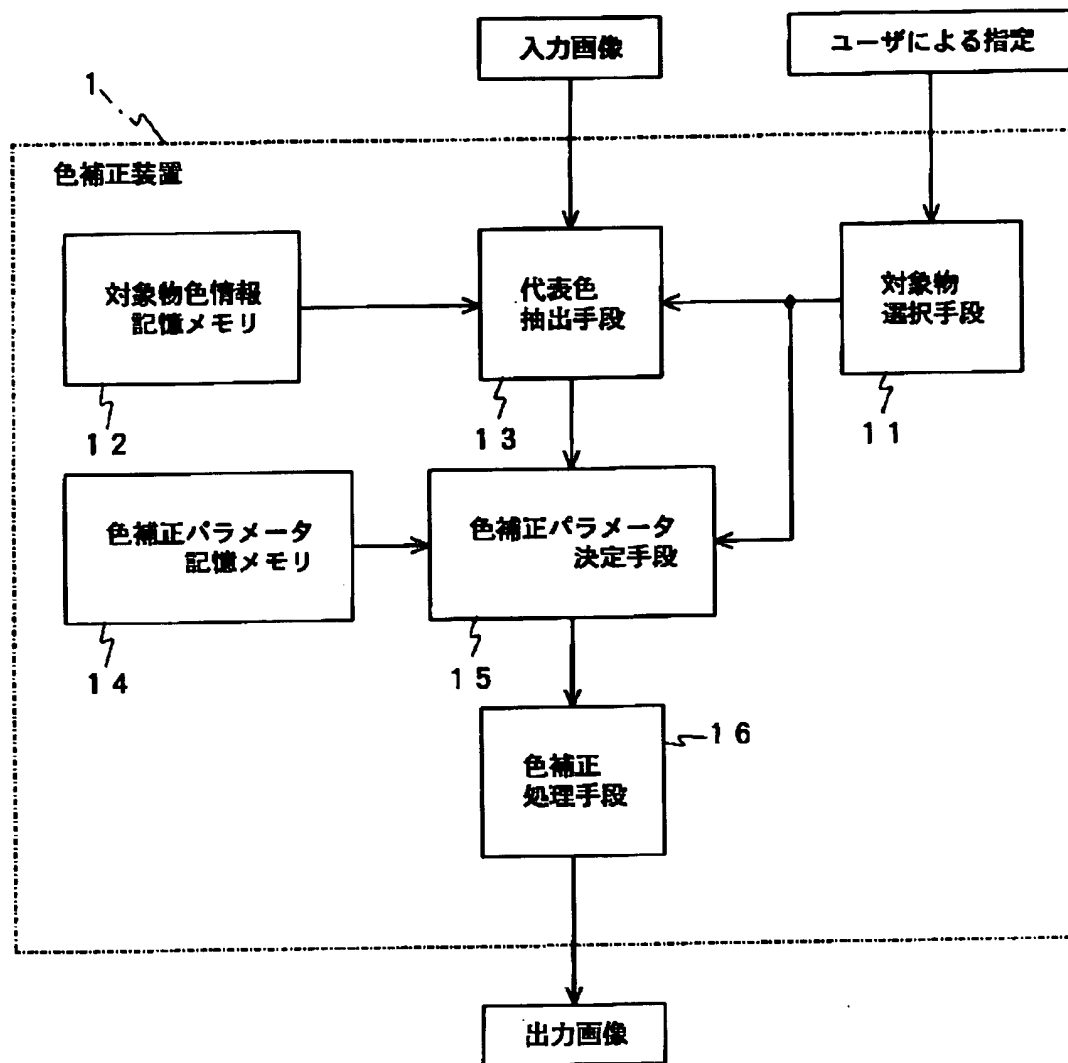 入力画像
ユーザによる指定
1
色補正装置
対象物色情報
記憶メモリ
12
代表色
抽出手段
13
対象物
選択手段
11
色補正パラメータ
記憶メモリ
14
色補正パラメータ
決定手段
15
色補正
処理手段
16
出力画像